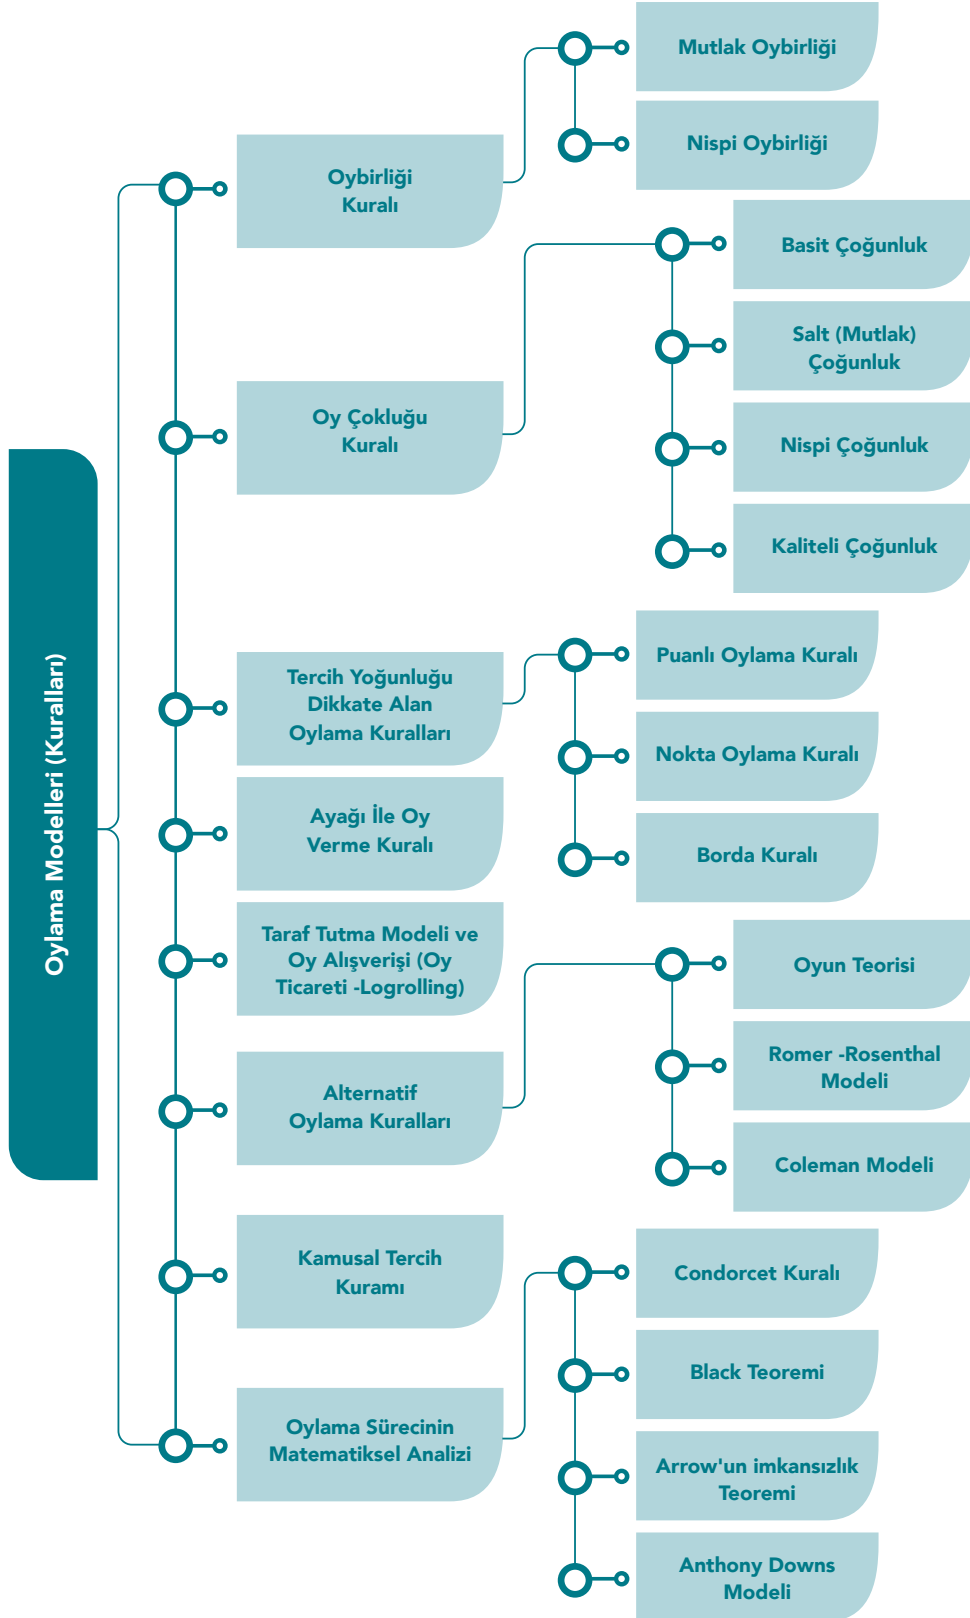 Oylama Modelleri (Kuralları)
Oybirliği
Kuralı
Mutlak Oybirliği
Nispi Oybirliği
Oy Çokluğu
Kuralı
Basit Çoğunluk
Salt (Mutlak)
Çoğunluk
Nispi Çoğunluk
Kaliteli Çoğunluk
Tercih Yoğunluğu
Dikkate Alan
Oylama Kuralları
Puanlı Oylama Kuralı
Nokta Oylama Kuralı
Borda Kuralı
Ayağı İle Oy
Verme Kuralı
Taraf Tutma Modeli ve
Oy Alışverişi (Oy
Ticareti -Logrolling)
Alternatif
Oylama Kuralları
Oyun Teorisi
Romer -Rosenthal
Modeli
Coleman Modeli
Kamusal Tercih
Kuramı
Oylama Sürecinin
Matematiksel Analizi
Condorcet Kuralı
Black Teoremi
Arrow'un imkansızlık
Teoremi
Anthony Downs
Modeli